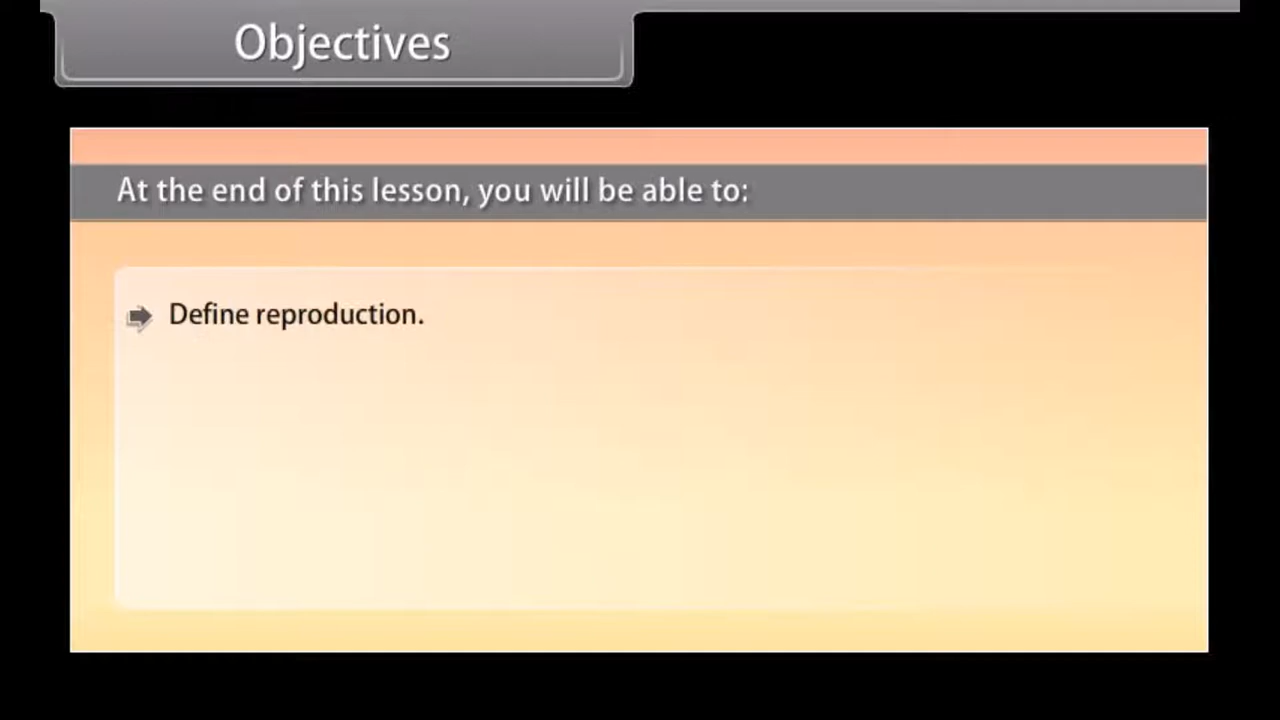 Objectives
At the end of this lesson, you will be able to:
Define reproduction.